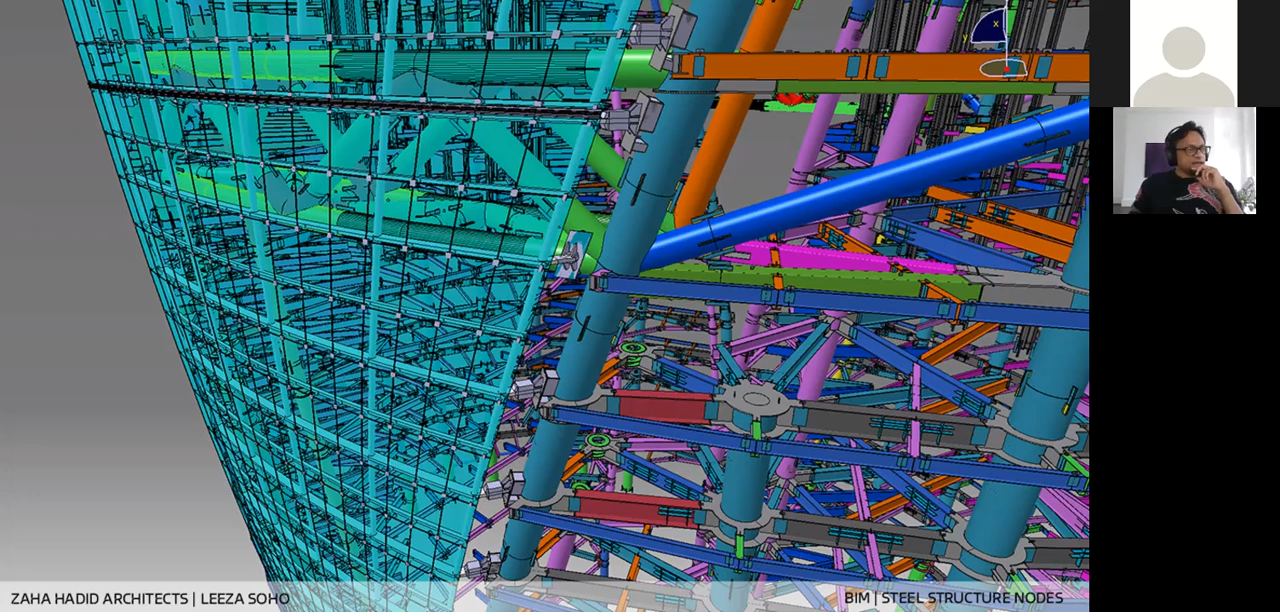 x
ZAHA HADID ARCHITECTS | LEEZA SOHO
BIM | STEEL STRUCTURE NODES